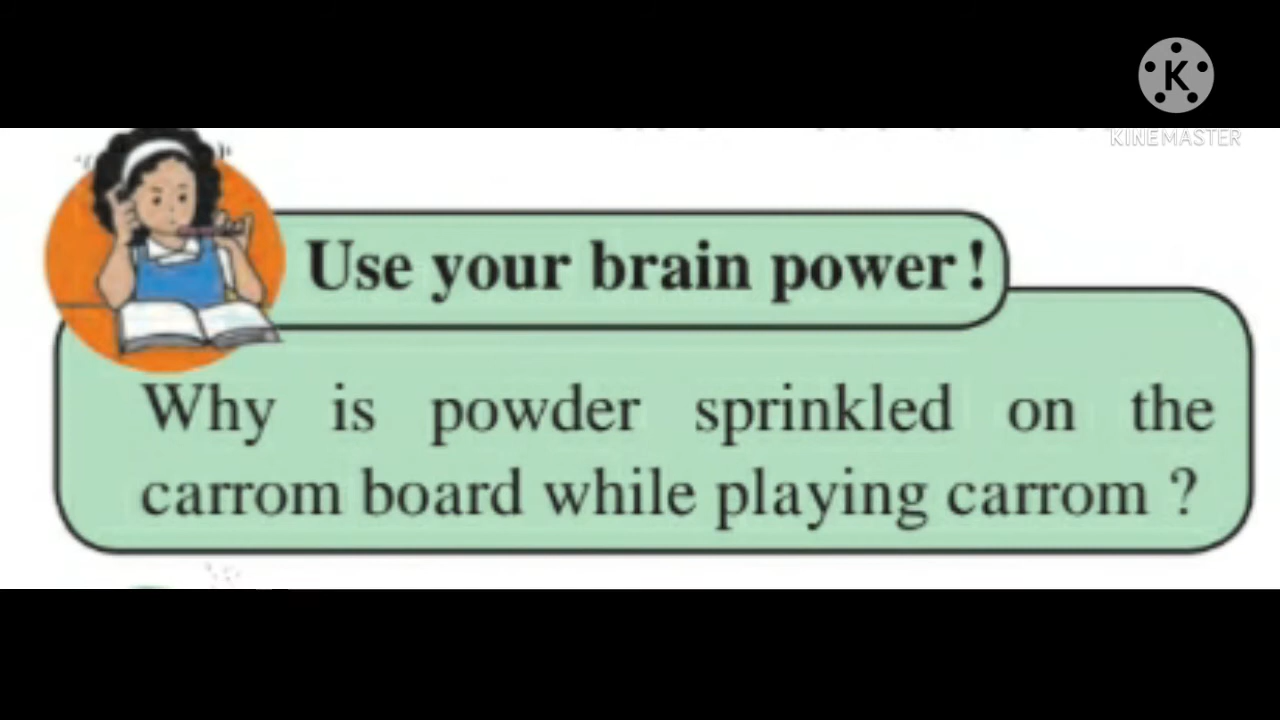 K
KINEMASTER
Use your brain power!
Why is powder sprinkled on the
carrom board while playing carrom ?